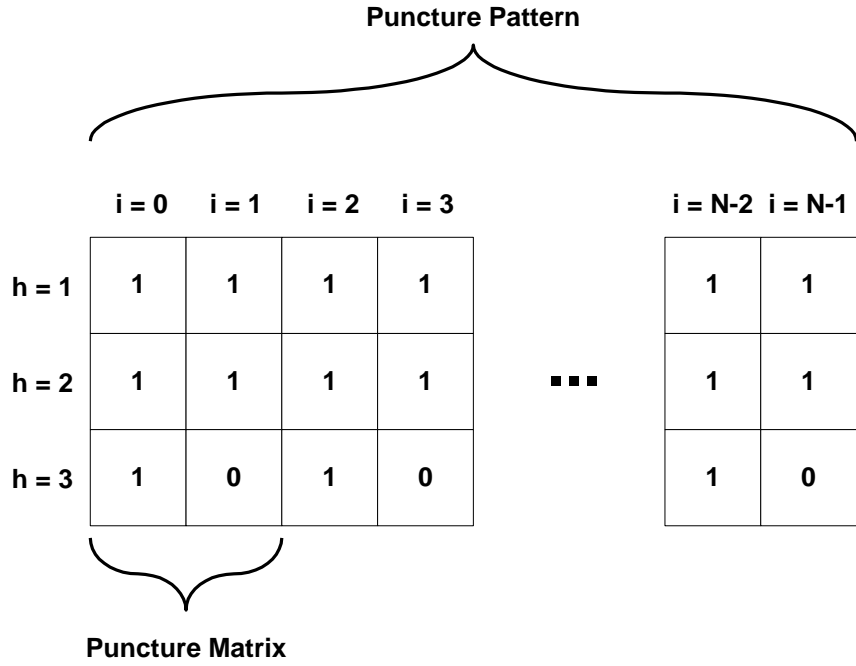 Puncture Pattern
i = 0 i = 1 i = 2 i = 3 i = N-2 i = N-1
h = 1 1 1 1 1 1 1
h = 2 1 1 1 1 ... 1 1
h = 3 1 0 1 0 1 0
Puncture Matrix